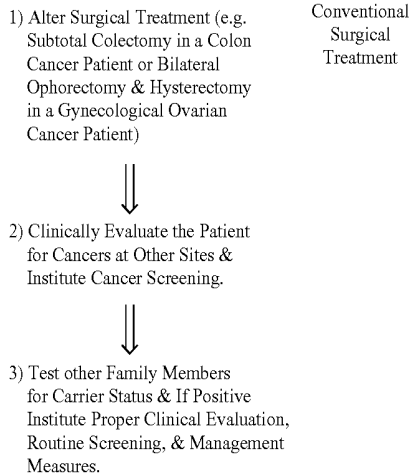 1) Alter Surgical Treatment (e.g.
Subtotal Colectomy in a Colon
Cancer Patient or Bilateral
Ophorectomy & Hysterectomy
in a Gynecological Ovarian
Cancer Patient)
Conventional
Surgical
Treatment
2) Clinically Evaluate the Patient
for Cancers at Other Sites &
Institute Cancer Screening.
3) Test other Family Members
for Carrier Status & If Positive
Institute Proper Clinical Evaluation,
Routine Screening, & Management
Measures.